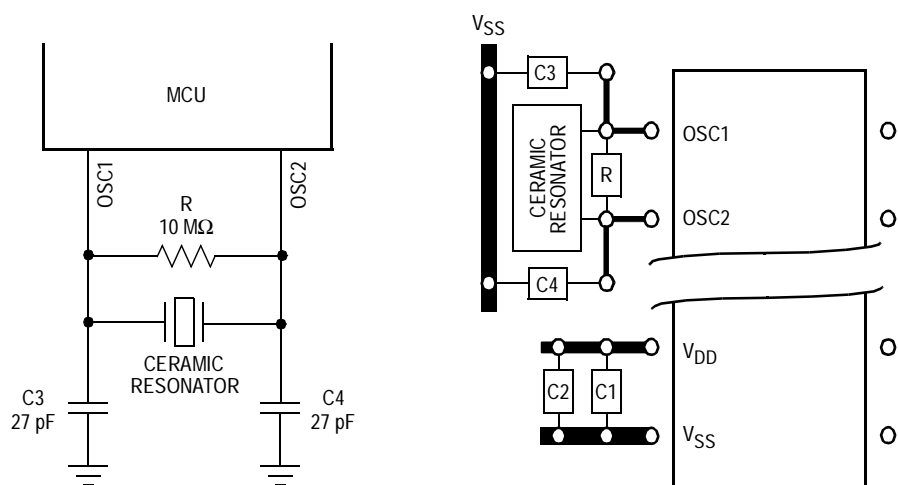 MCU
OSC1
OSC2
R
10 MΩ
CERAMIC
RESONATOR
C3
27 pF
C4
27 pF
VSS
C3
CERAMIC
RESONATOR
R
C4
OSC1
OSC2
VDD
C2
C1
VSS